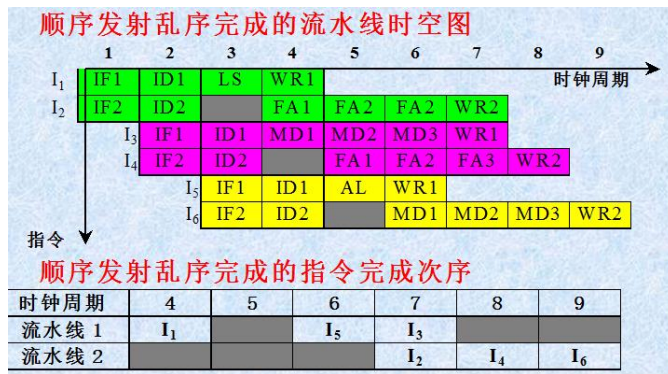 顺序发射乱序完成的流水线时空图
1 2 3 4 5 6 7 8 9
I1 IF1 ID1 LS WR1 时钟周期
I2 IF2 ID2 FA1 FA2 FA2 WR2
I3 IF1 ID1 MD1 MD2 MD3 WR1
I4 IF2 ID2 FA1 FA2 FA3 WR2
I5 IF1 ID1 AL WR1
I6 IF2 ID2 MD1 MD2 MD3 WR2
指令
顺序发射乱序完成的指令完成次序
时钟周期 4 5 6 7 8 9
流水线 1 I1 I5 I3
流水线 2 I2 I4 I6